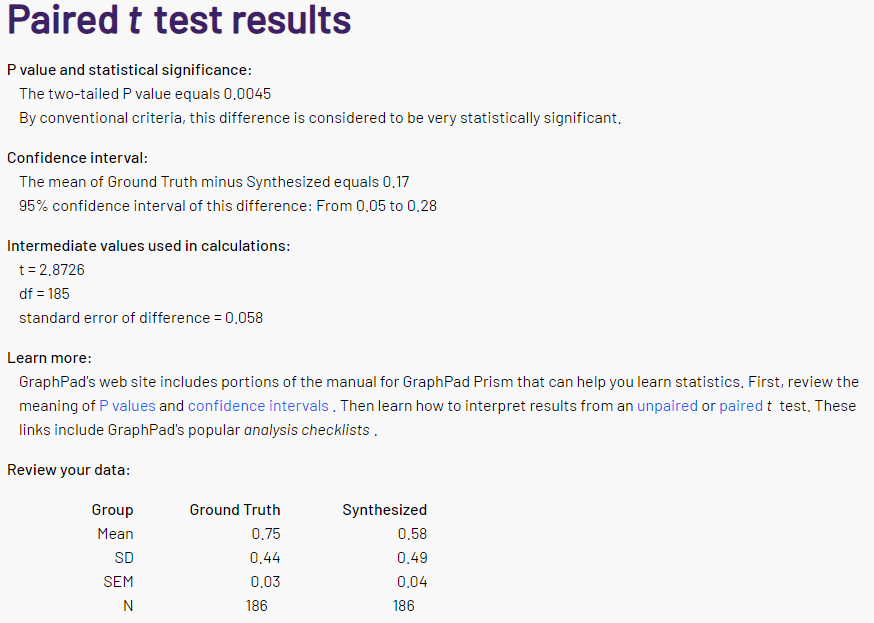 Paired t test results
P value and statistical significance:
The two-tailed P value equals 0.0045
By conventional criteria, this difference is considered to be very statistically significant.
Confidence interval:
The mean of Ground Truth minus Synthesized equals 0.17
95% confidence interval of this difference: From 0.05 to 0.28
Intermediate values used in calculations:
t = 2.8726
df = 185
standard error of difference = 0.058
Learn more:
GraphPad's web site includes portions of the manual for GraphPad Prism that can help you learn statistics. First, review the
meaning of P values and confidence intervals . Then learn how to interpret results from an unpaired or paired t test. These
links include GraphPad's popular analysis checklists .
Review your data:
Group Ground Truth Synthesized
Mean 0.75 0.58
SD 0.44 0.49
SEM 0.03 0.04
N 186 186